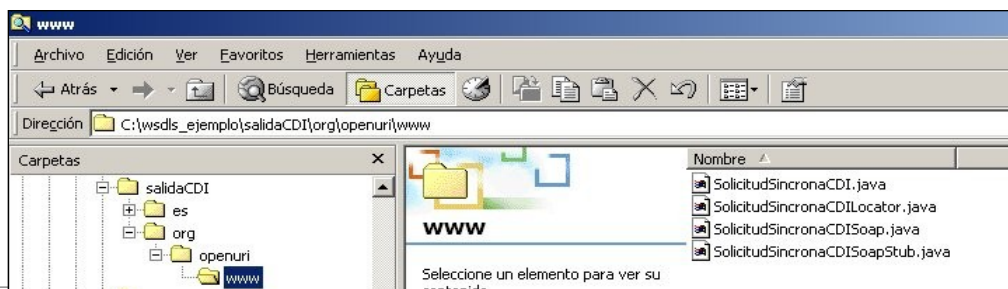 www
Archivo Edición Ver Favoritos Herramientas Ayuda
Atrás Búsqueda Carpetas
Dirección C:\wsdls_ejemplo\salidaCDI\org\openuri\www
Carpetas
salidaCDI
es
org
openuri
www
www
Seleccione un elemento para ver su
Nombre
SolicitudSincronaCDI.java
SolicitudSincronaCDILocator.java
SolicitudSincronaCDISoap.java
SolicitudSincronaCDISoapStub.java